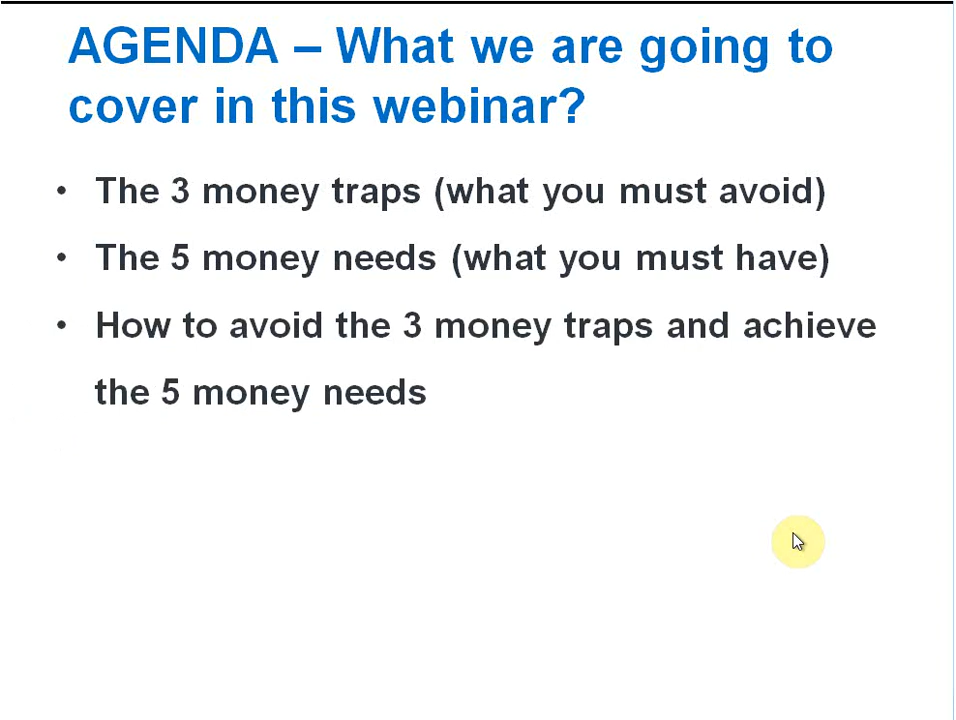 AGENDA – What we are going to
cover in this webinar?
• The 3 money traps (what you must avoid)
• The 5 money needs (what you must have)
• How to avoid the 3 money traps and achieve
the 5 money needs